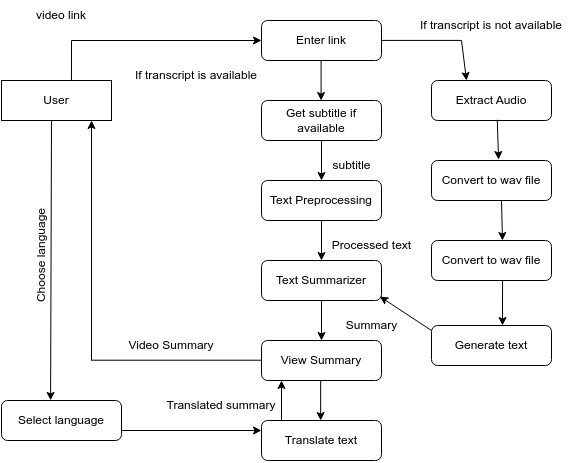 video link
If transcript is not available
Enter link
If transcript is available
User
Get subtitle if
available
Extract Audio
subtitle
Text Preprocessing
Convert to wav file
Choose language
Processed text
Text Summarizer
Convert to wav file
Summary
Video Summary
View Summary
Generate text
Translated summary
Select language
Translate text